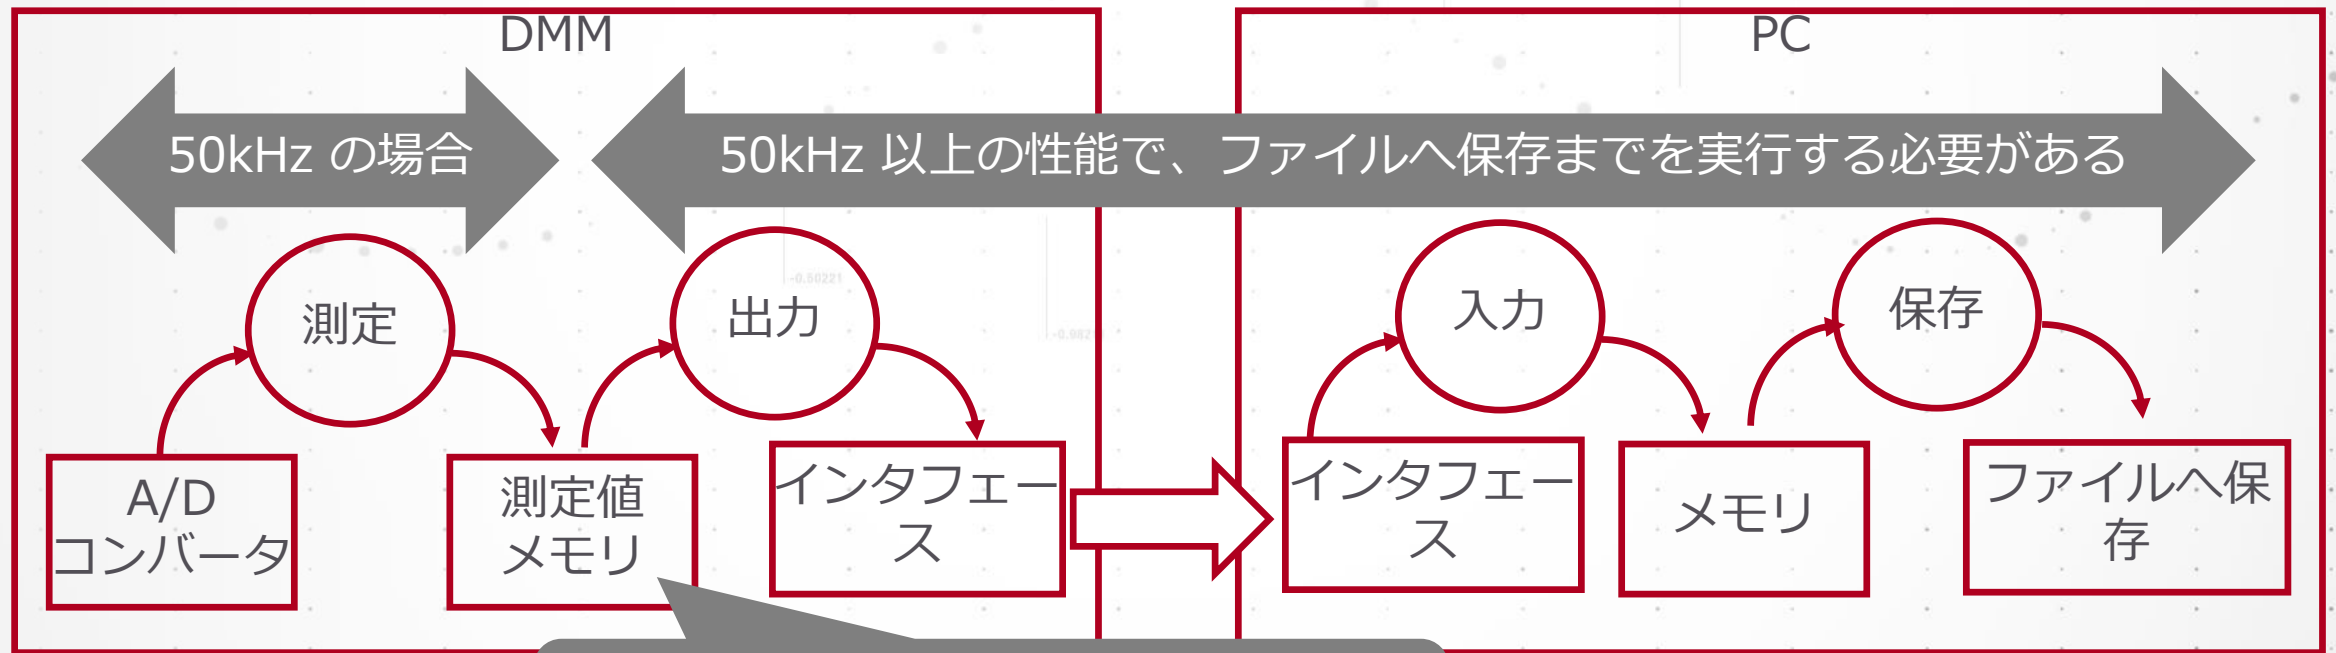 DMM
PC
50kHz の場合
50kHz 以上の性能で、ファイルへ保存までを実行する必要がある
測定
出力
入力
保存
A/D
コンバータ
測定値
メモリ
インタフェー
ス
インタフェー
ス
メモリ
ファイルへ保
存
-0.50221